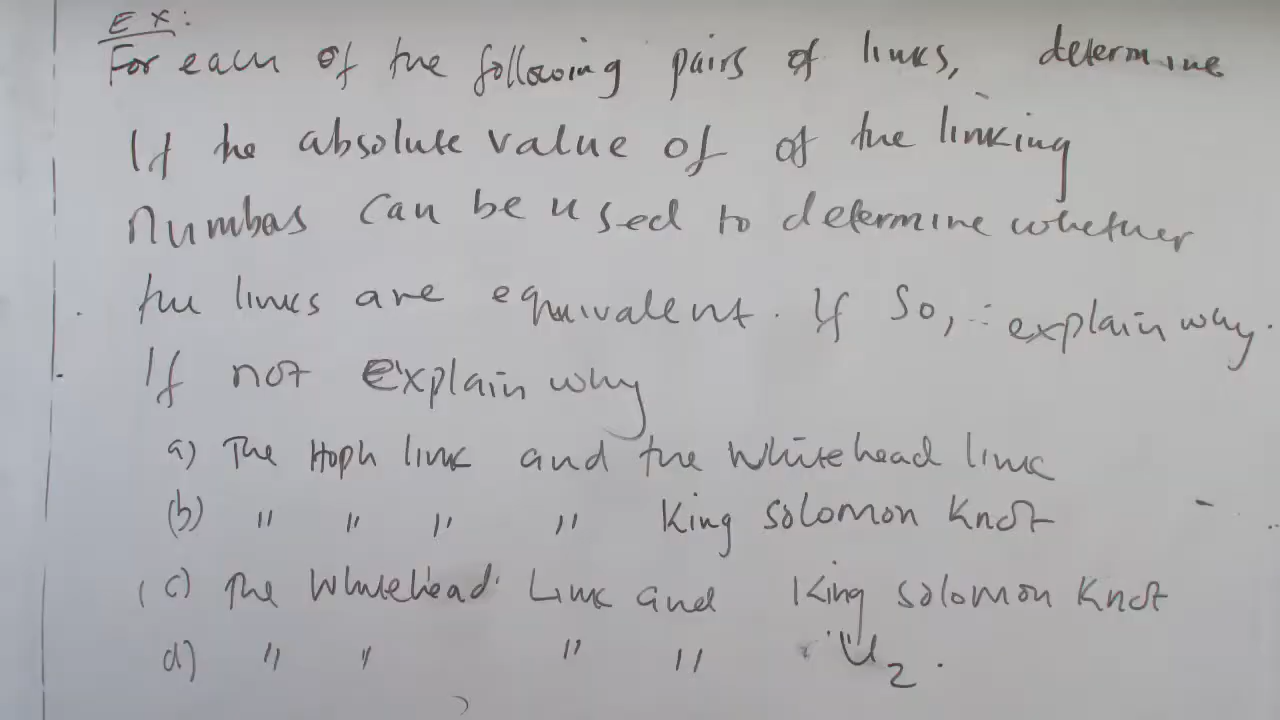 Ex:
For each of the following pairs of links, determine
If the absolute value of of the linking
numbers can be used to determine whether
the links are equivalent. If so, explain why.
If not explain why
a) The Hoph link and the Whitehead link
(b) " " " " King solomon Knot
(c) The Whitehead Link and King solomon Knot
d) " " " " U2.